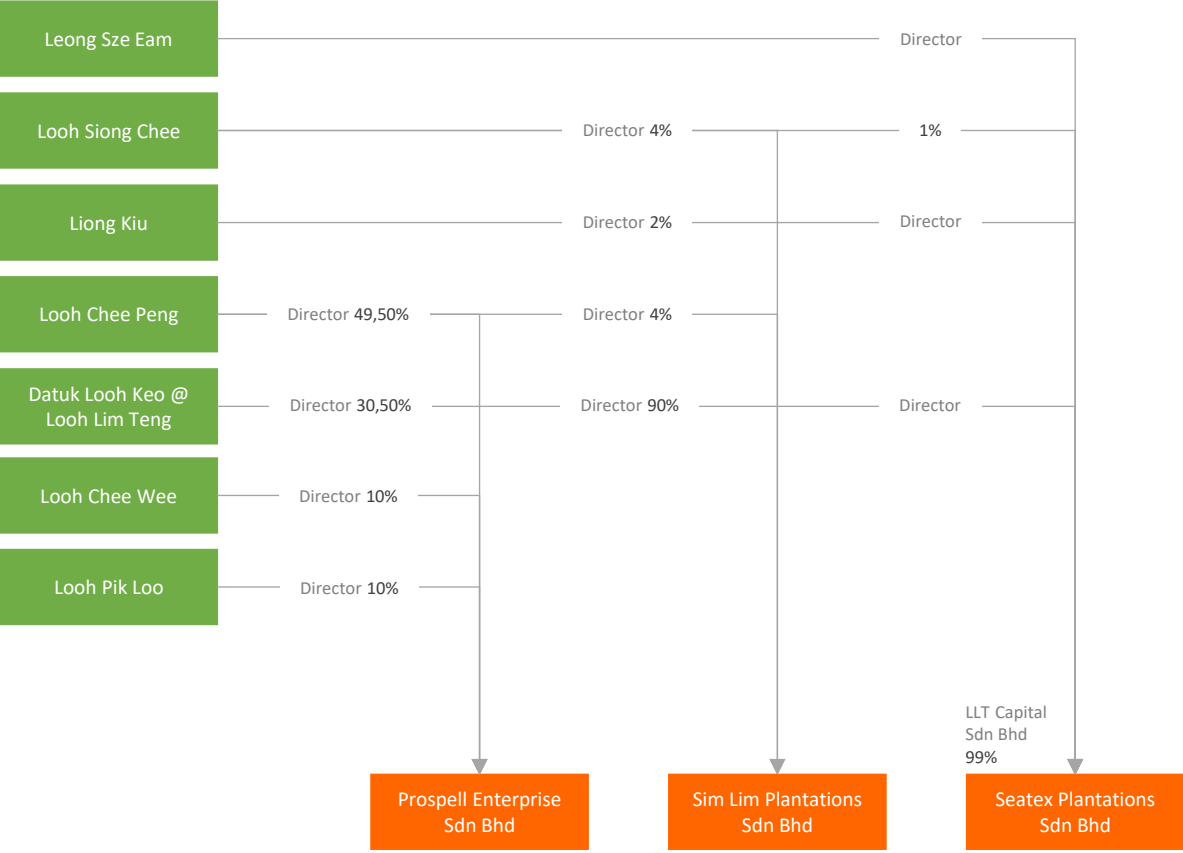 Leong Sze Eam
Director
Looh Siong Chee
Director 4%
1%
Liong Kiu
Director 2%
Director
Looh Chee Peng
Director 49,50%
Director 4%
Datuk Looh Keo @
Looh Lim Teng
Director 30,50%
Director 90%
Director
Looh Chee Wee
Director 10%
Looh Pik Loo
Director 10%
LLT Capital
Sdn Bhd
99%
Prospell Enterprise
Sdn Bhd
Sim Lim Plantations
Sdn Bhd
Seatex Plantations
Sdn Bhd